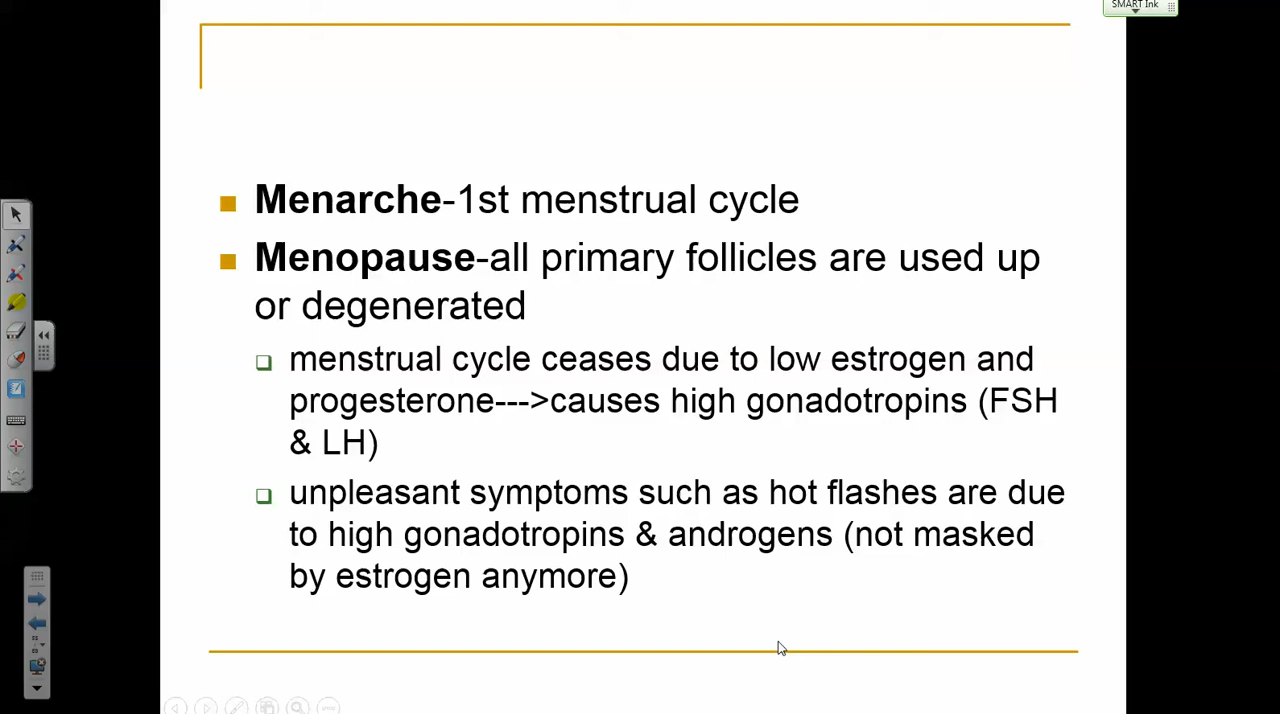 SMART Ink
Menarche-1st menstrual cycle
Menopause-all primary follicles are used up
or degenerated
menstrual cycle ceases due to low estrogen and
progesterone--->causes high gonadotropins (FSH
& LH)
unpleasant symptoms such as hot flashes are due
to high gonadotropins & androgens (not masked
by estrogen anymore)